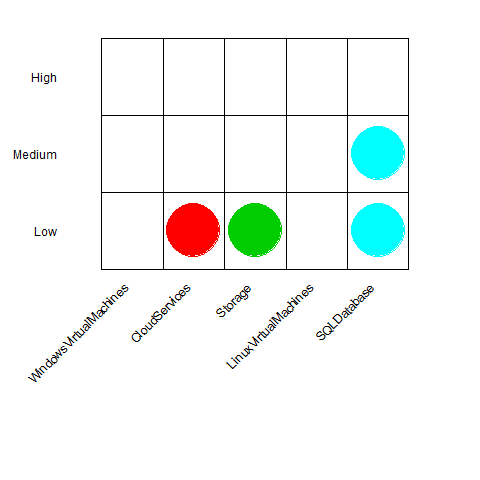 High
Medium
Low
WindowsVirtualMachines
CloudServices
Storage
LinuxVirtualMachines
SQLDatabase